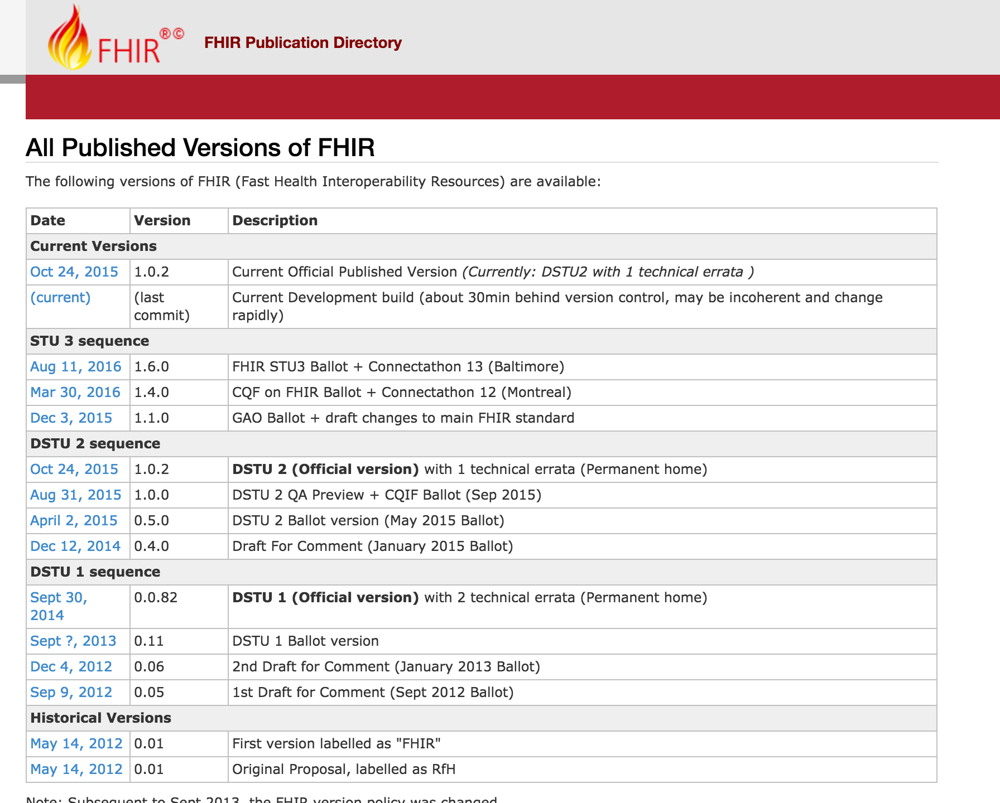 FHIR®© FHIR Publication Directory
All Published Versions of FHIR
The following versions of FHIR (Fast Health Interoperability Resources) are available:
Date Version Description
Current Versions
Oct 24, 2015 1.0.2 Current Official Published Version (Currently: DSTU2 with 1 technical errata )
(current) (last commit) Current Development build (about 30min behind version control, may be incoherent and change rapidly)
STU 3 sequence
Aug 11, 2016 1.6.0 FHIR STU3 Ballot + Connectathon 13 (Baltimore)
Mar 30, 2016 1.4.0 CQF on FHIR Ballot + Connectathon 12 (Montreal)
Dec 3, 2015 1.1.0 GAO Ballot + draft changes to main FHIR standard
DSTU 2 sequence
Oct 24, 2015 1.0.2 DSTU 2 (Official version) with 1 technical errata (Permanent home)
Aug 31, 2015 1.0.0 DSTU 2 QA Preview + CQIF Ballot (Sep 2015)
April 2, 2015 0.5.0 DSTU 2 Ballot version (May 2015 Ballot)
Dec 12, 2014 0.4.0 Draft For Comment (January 2015 Ballot)
DSTU 1 sequence
Sept 30, 2014 0.0.82 DSTU 1 (Official version) with 2 technical errata (Permanent home)
Sept ?, 2013 0.11 DSTU 1 Ballot version
Dec 4, 2012 0.06 2nd Draft for Comment (January 2013 Ballot)
Sep 9, 2012 0.05 1st Draft for Comment (Sept 2012 Ballot)
Historical Versions
May 14, 2012 0.01 First version labelled as "FHIR"
May 14, 2012 0.01 Original Proposal, labelled as RfH
Note: Subsequent to Sept 2013, the FHIR version policy was changed